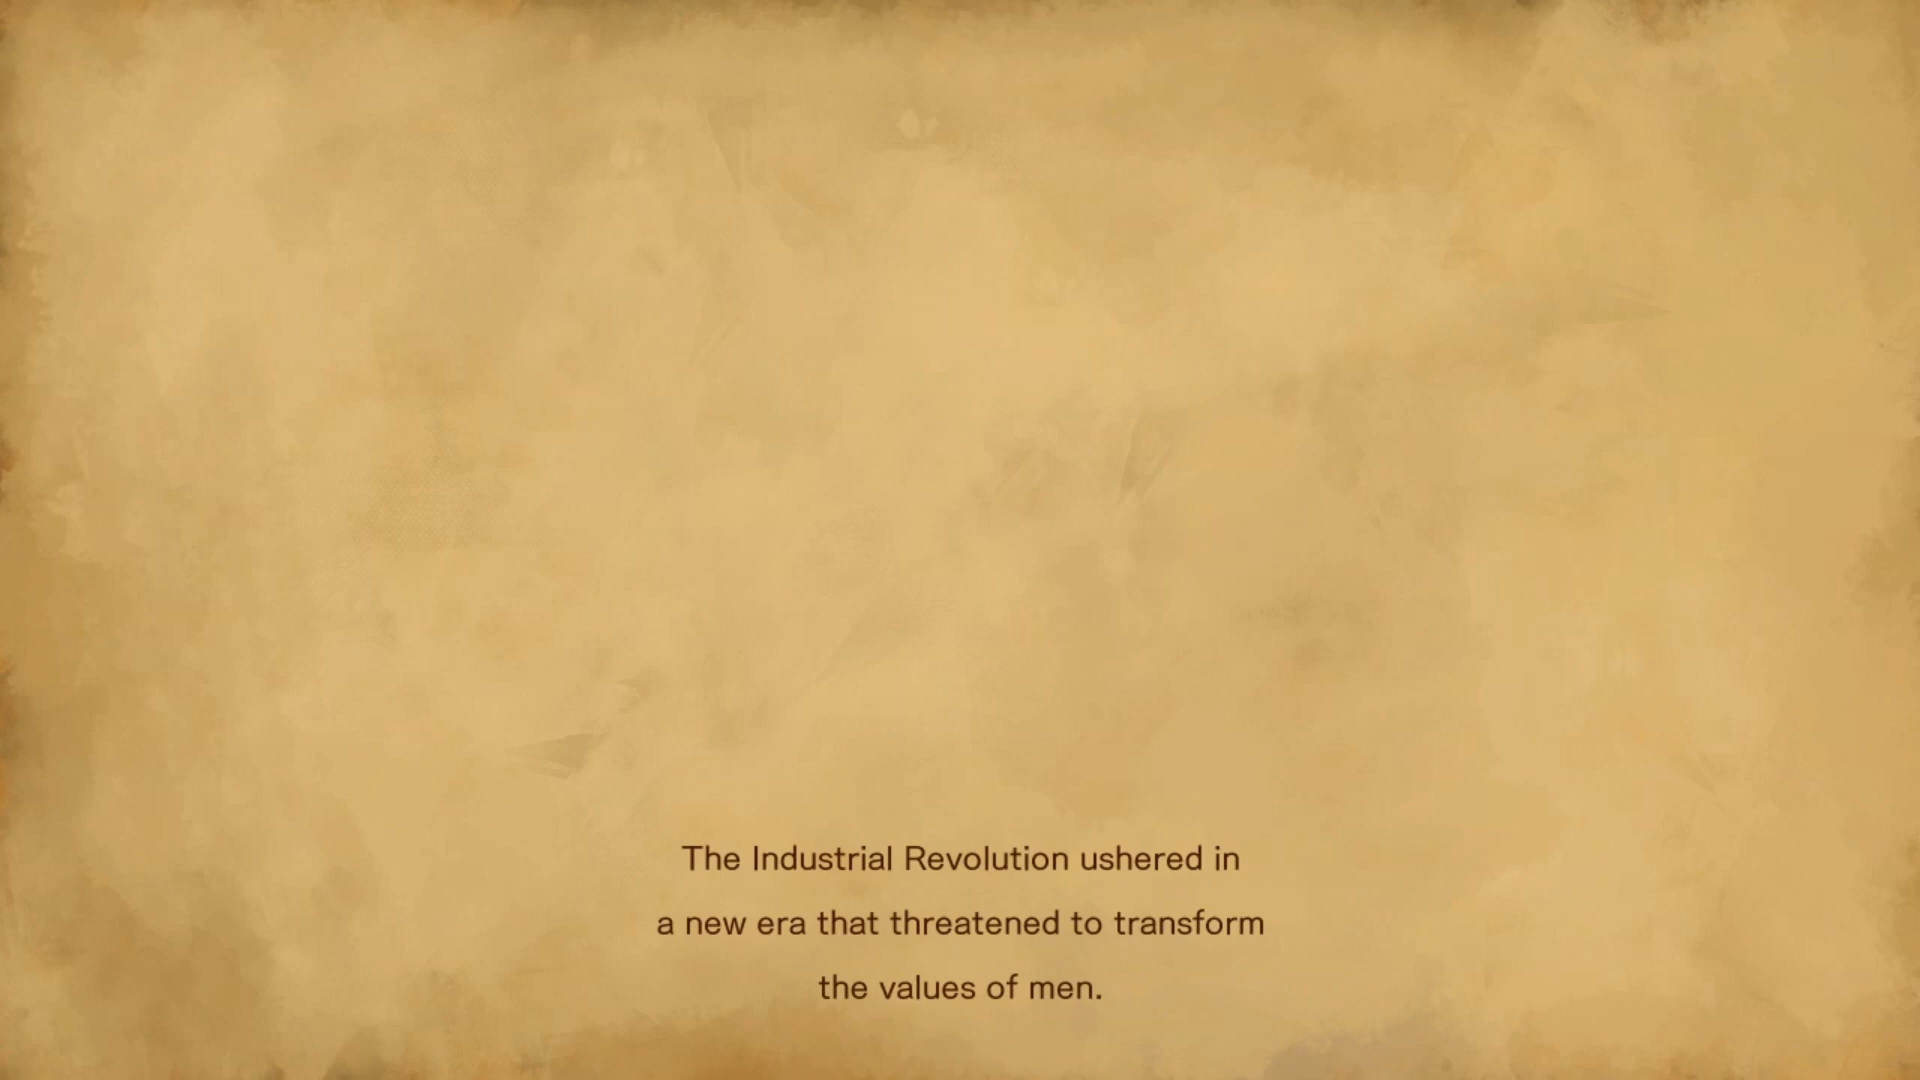 The Industrial Revolution ushered in
a new era that threatened to transform
the values of men.